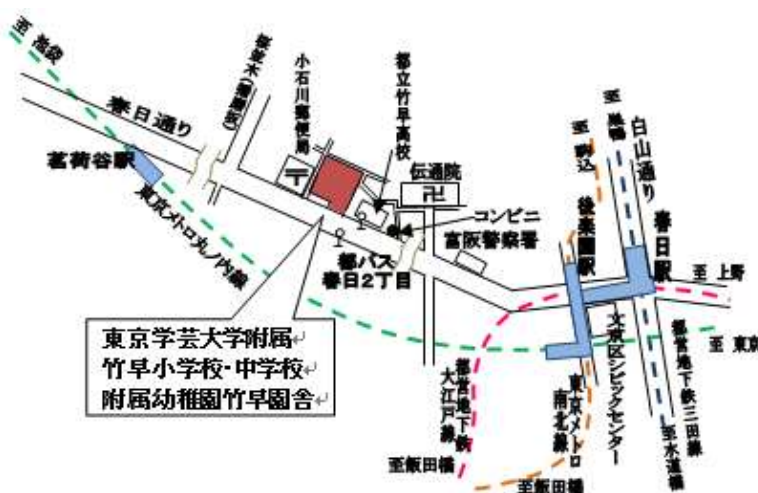 至 池袋
春日通り
桜並木(播磨坂)
小石川郵便局
都立竹早高校
伝通院
卍
〒
茗荷谷駅
東京メトロ丸ノ内線
コンビニ
富阪警察署
都バス
春日2丁目
至 駒込
後楽園駅
至 巣鴨
白山通り
春日駅
至 上野
至 東京
東京学芸大学附属
竹早小学校・中学校
附属幼稚園竹早園舎
都営地下鉄
大江戸線
至飯田橋
東京メトロ
南北線
至飯田橋
文京区シビックセンター
都営地下鉄三田線
至水道橋